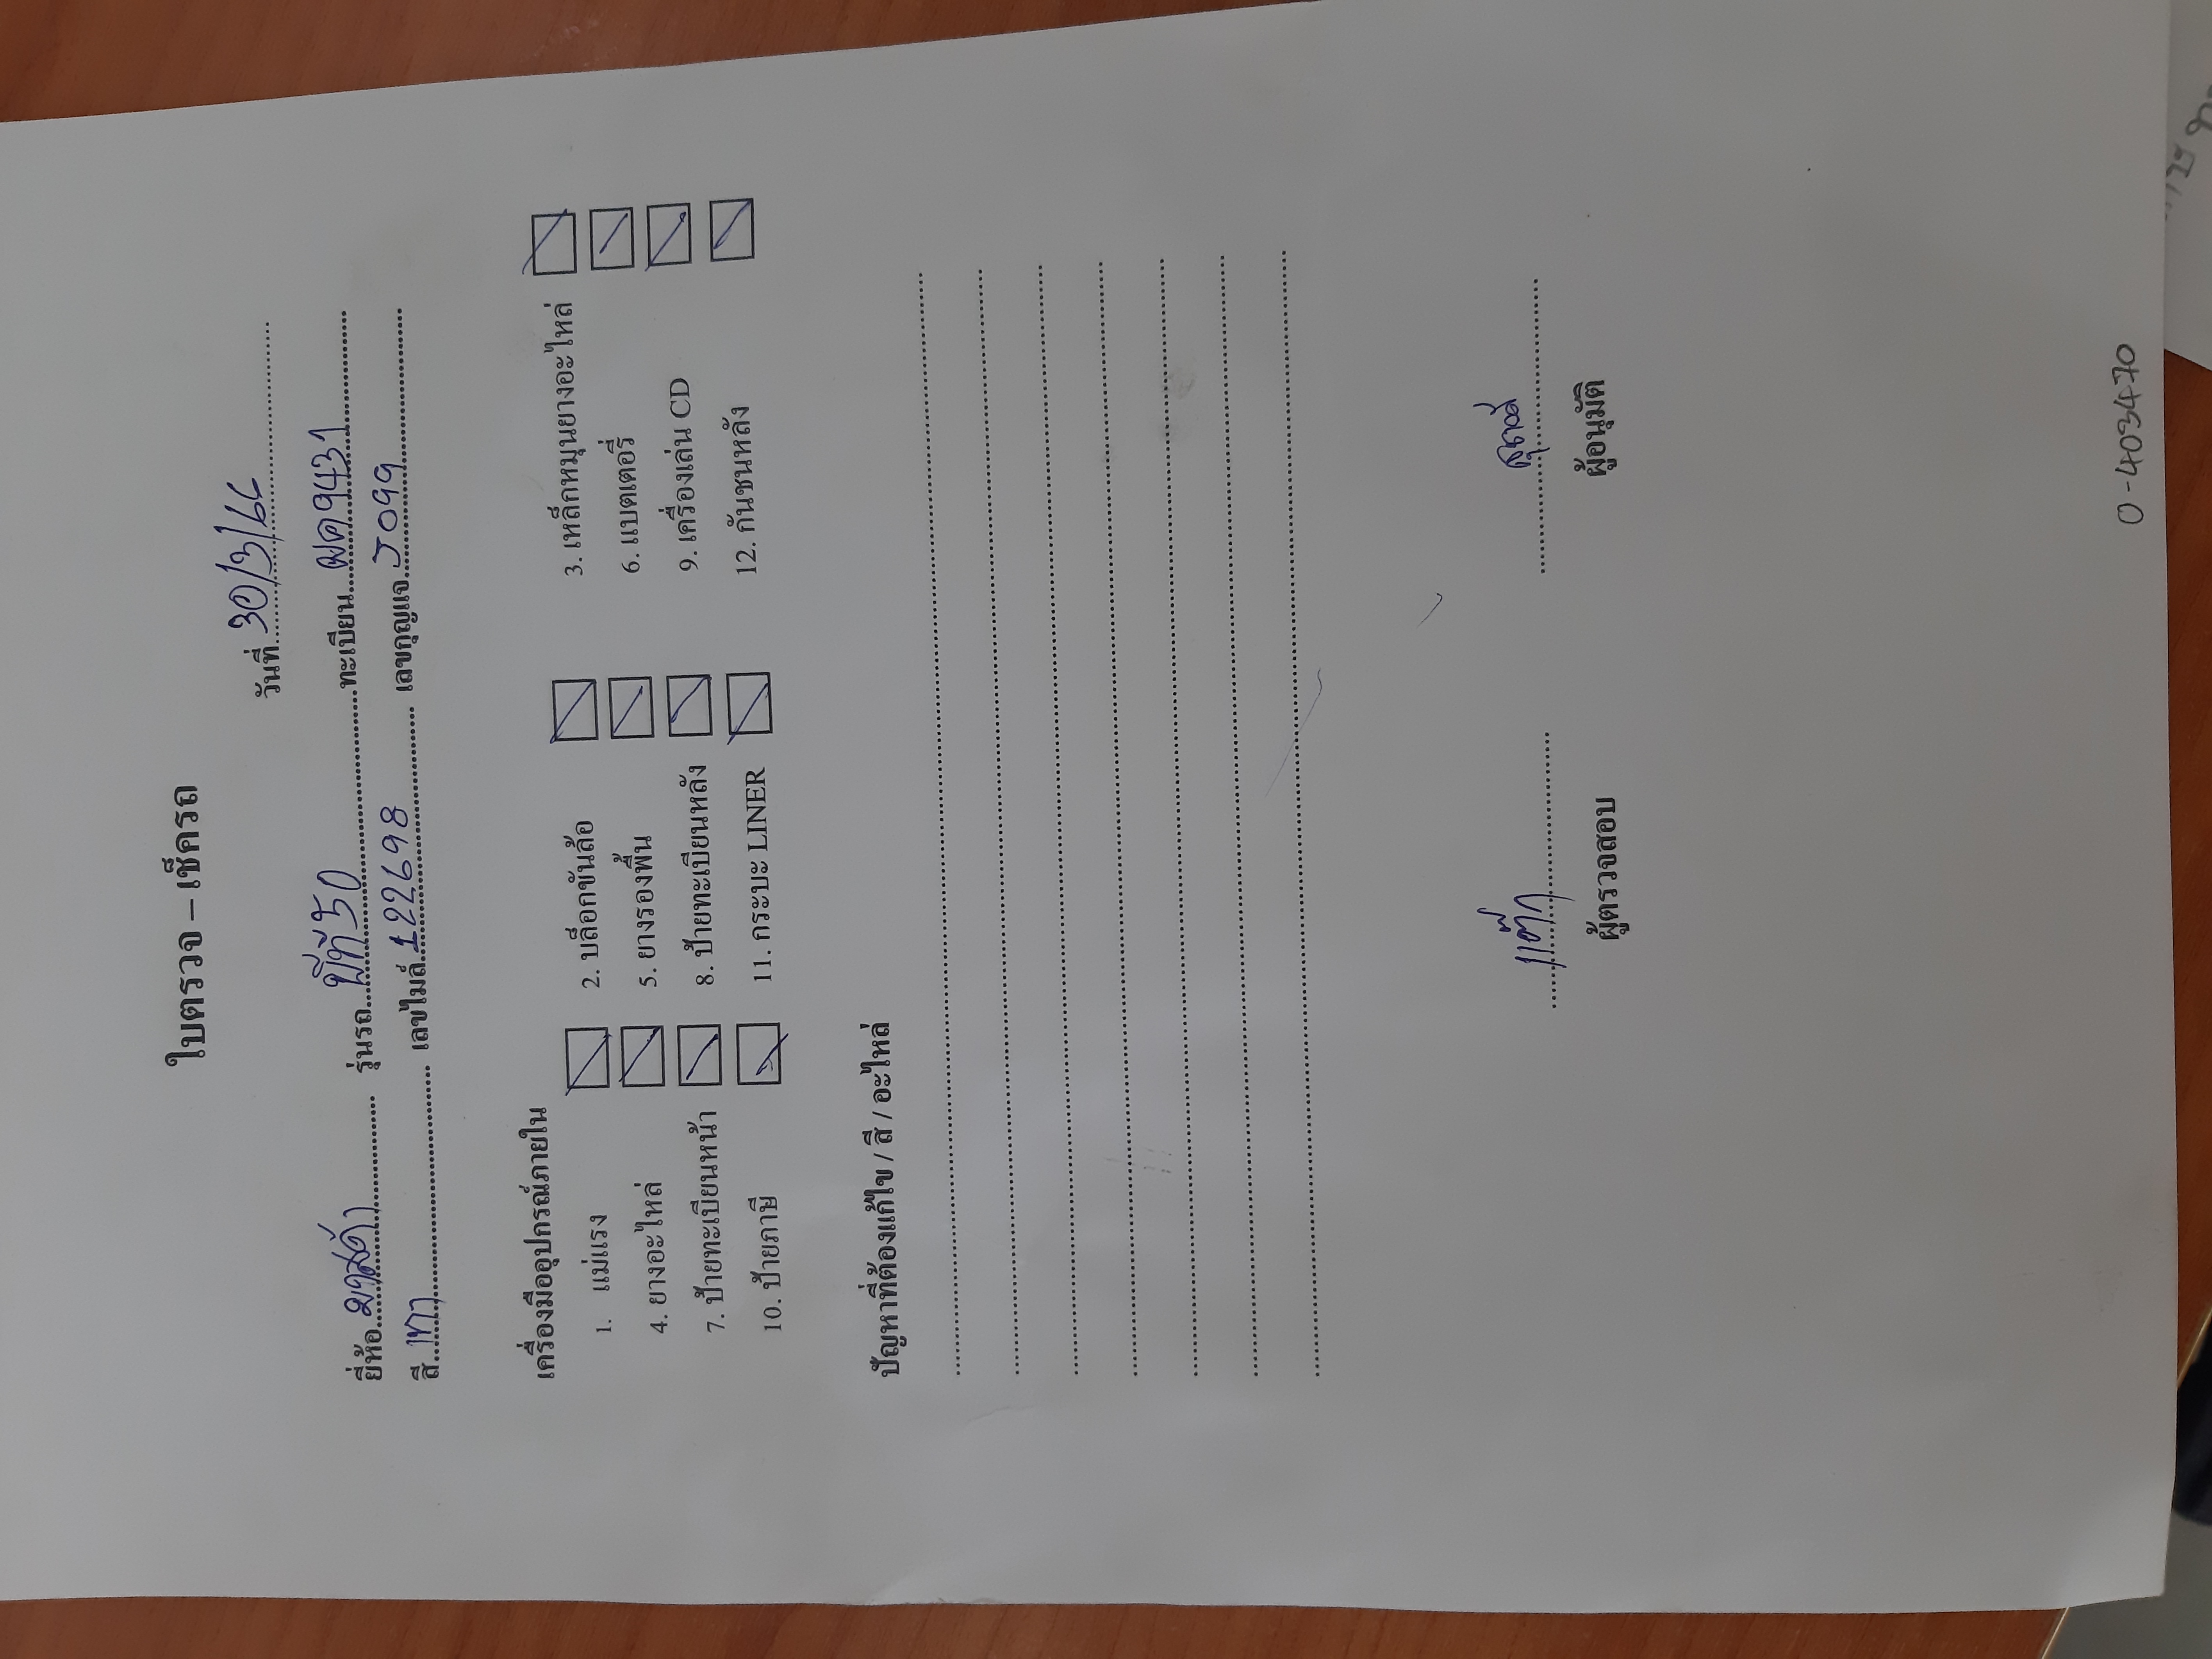 ใบตรวจ – เช็ครถ
วันที่ 30/3/66
ยี่ห้อ มาสด้า รุ่นรถ บีที50 ทะเบียน ผค9431
สี เทา เลขไมล์ 122698 เลขกุญแจ J099
เครื่องมืออุปกรณ์ภายใน
1. แม่แรง ☑ 2. บล็อกขันล้อ ☑ 3. เหล็กหมุนยางอะไหล่ ☑
4. ยางอะไหล่ ☑ 5. ยางรองพื้น ☑ 6. แบตเตอรี่ ☑
7. ป้ายทะเบียนหน้า ☑ 8. ป้ายทะเบียนหลัง ☑ 9. เครื่องเล่น CD ☑
10. ป้ายภาษี ☑ 11. กระบะ LINER ☑ 12. กันชนหลัง ☑
ปัญหาที่ต้องแก้ไข / สี / อะไหล่
ผู้ตรวจสอบ ผู้อนุมัติ
0-403470